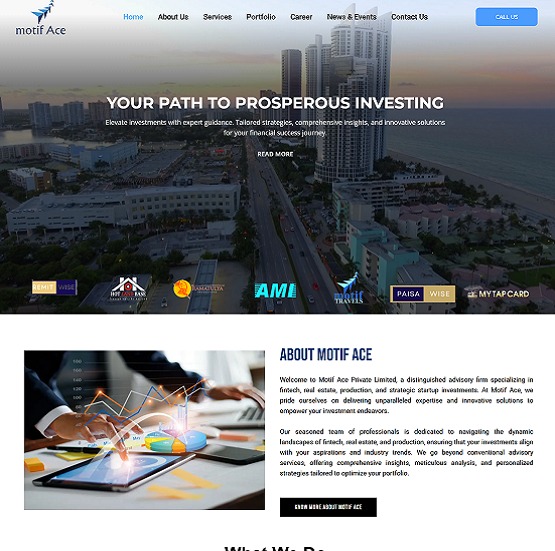 motif Ace
Home About Us Services Portfolio Career News & Events Contact Us
CALL US
YOUR PATH TO PROSPEROUS INVESTING
Elevate investments with expert guidance. Tailored strategies, comprehensive insights, and innovative solutions
for your financial success journey.
READ MORE
REMIT WISE
AMI
motif
TRAVELS
PAISA WISE
MY TAP CARD
ABOUT MOTIF ACE
Welcome to Motif Ace Private Limited, a distinguished advisory firm specializing in
fintech, real estate, production, and strategic startup investments. At Motif Ace, we
pride ourselves on delivering unparalleled expertise and innovative solutions to
empower your investment endeavors.
Our seasoned team of professionals is dedicated to navigating the dynamic
landscapes of fintech, real estate, and production, ensuring that your investments align
with your aspirations and industry trends. We go beyond conventional advisory
services, offering comprehensive insights, meticulous analysis, and personalized
strategies tailored to optimize your portfolio.
KNOW MORE ABOUT MOTIF ACE
What We Do